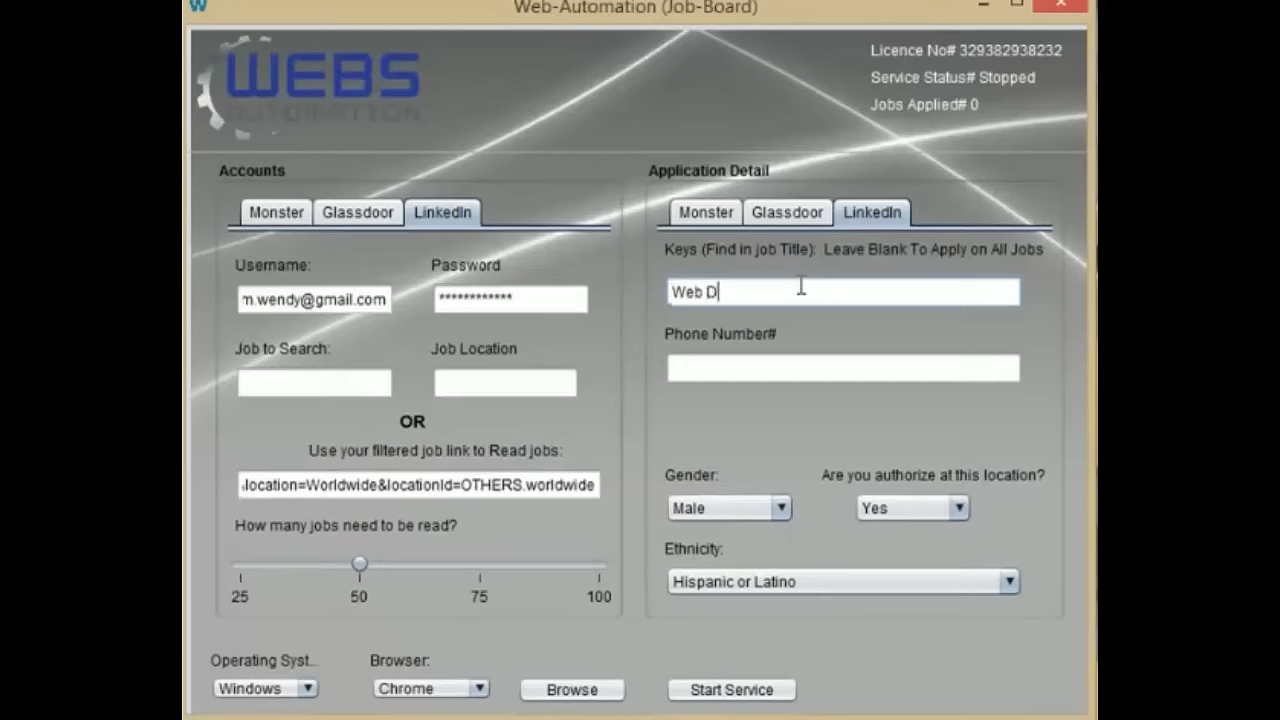 W Web-Automation (Job-Board)
WEBS
AUTOMATION
Licence No# 329382938232
Service Status# Stopped
Jobs Applied# 0
Accounts
Monster Glassdoor LinkedIn
Username: Password
m.wendy@gmail.com ************
Job to Search: Job Location
OR
Use your filtered job link to Read jobs:
location=Worldwide&locationId=OTHERS.worldwide
How many jobs need to be read?
25 50 75 100
Application Detail
Monster Glassdoor LinkedIn
Keys (Find in job Title): Leave Blank To Apply on All Jobs
Web D
Phone Number#
Gender: Are you authorize at this location?
Male Yes
Ethnicity:
Hispanic or Latino
Operating Syst... Browser:
Windows Chrome Browse Start Service